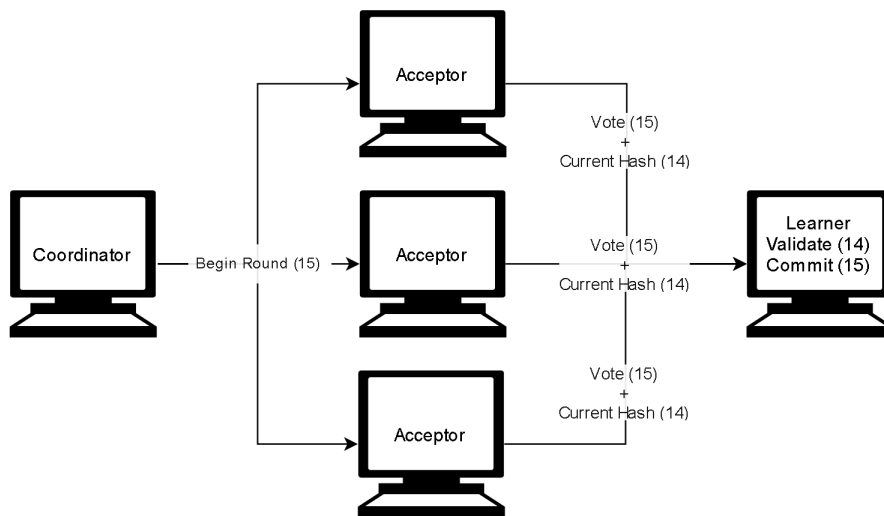 Acceptor
Vote (15)
+
Current Hash (14)
Coordinator
Begin Round (15)
Acceptor
Vote (15)
+
Current Hash (14)
Learner
Validate (14)
Commit (15)
Acceptor
Vote (15)
+
Current Hash (14)